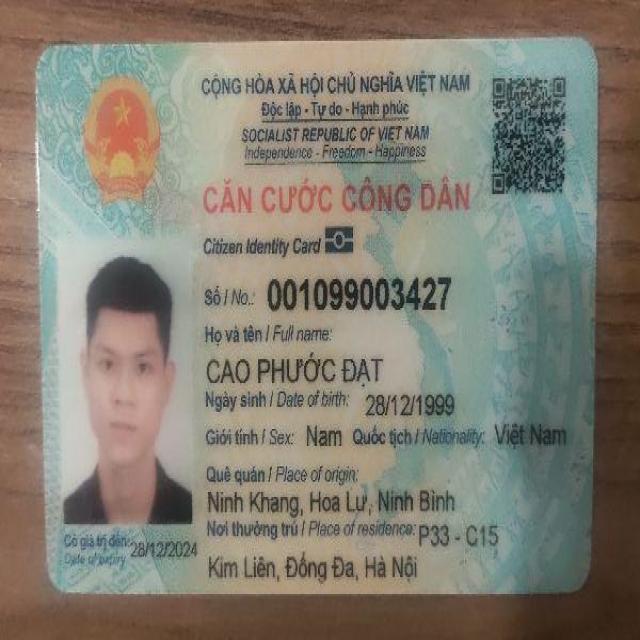 CỘNG HÒA XÃ HỘI CHỦ NGHĨA VIỆT NAM
Độc lập - Tự do - Hạnh phúc
SOCIALIST REPUBLIC OF VIET NAM
Independence - Freedom - Happiness
CĂN CƯỚC CÔNG DÂN
Citizen Identity Card
Số / No.: 001099003427
Họ và tên / Full name:
CAO PHƯỚC ĐẠT
Ngày sinh / Date of birth: 28/12/1999
Giới tính / Sex: Nam Quốc tịch / Nationality: Việt Nam
Quê quán / Place of origin:
Ninh Khang, Hoa Lư, Ninh Bình
Nơi thường trú / Place of residence: P33 - C15
Kim Liên, Đống Đa, Hà Nội
Có giá trị đến: 28/12/2024
Date of expiry